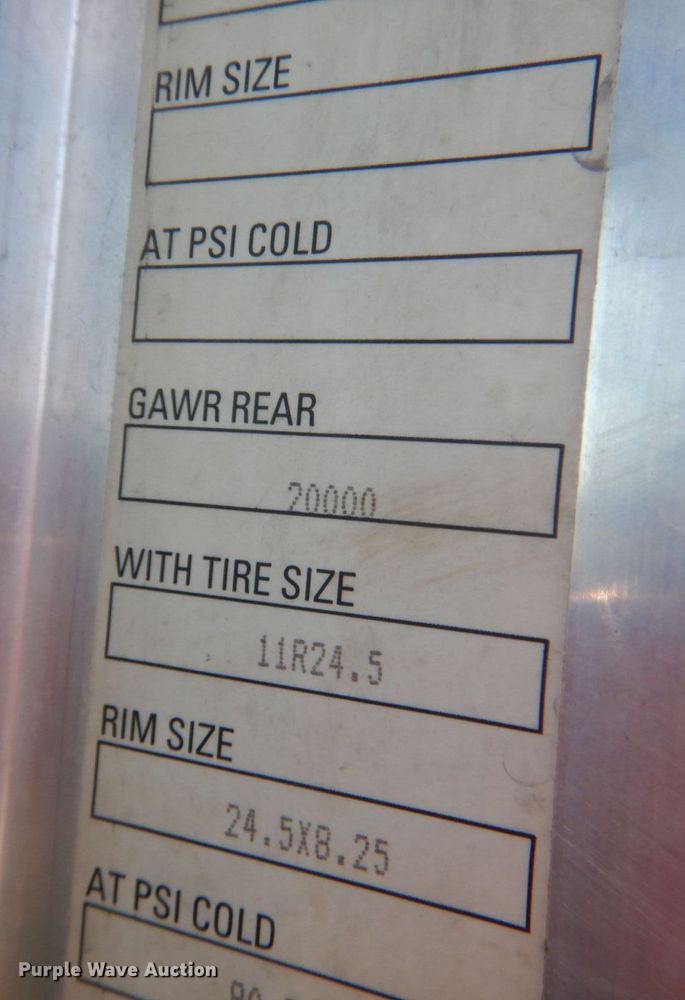 RIM SIZE
AT PSI COLD
GAWR REAR
20000
WITH TIRE SIZE
11R24.5
RIM SIZE
24.5X8.25
AT PSI COLD
Purple Wave Auction